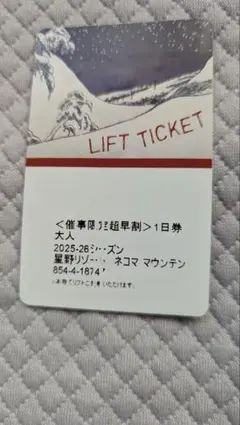 LIFT TICKET
＜催事限定超早割＞1日券
大人
2025-26シーズン
星野リゾート ネコマ マウンテン
854-4-1874